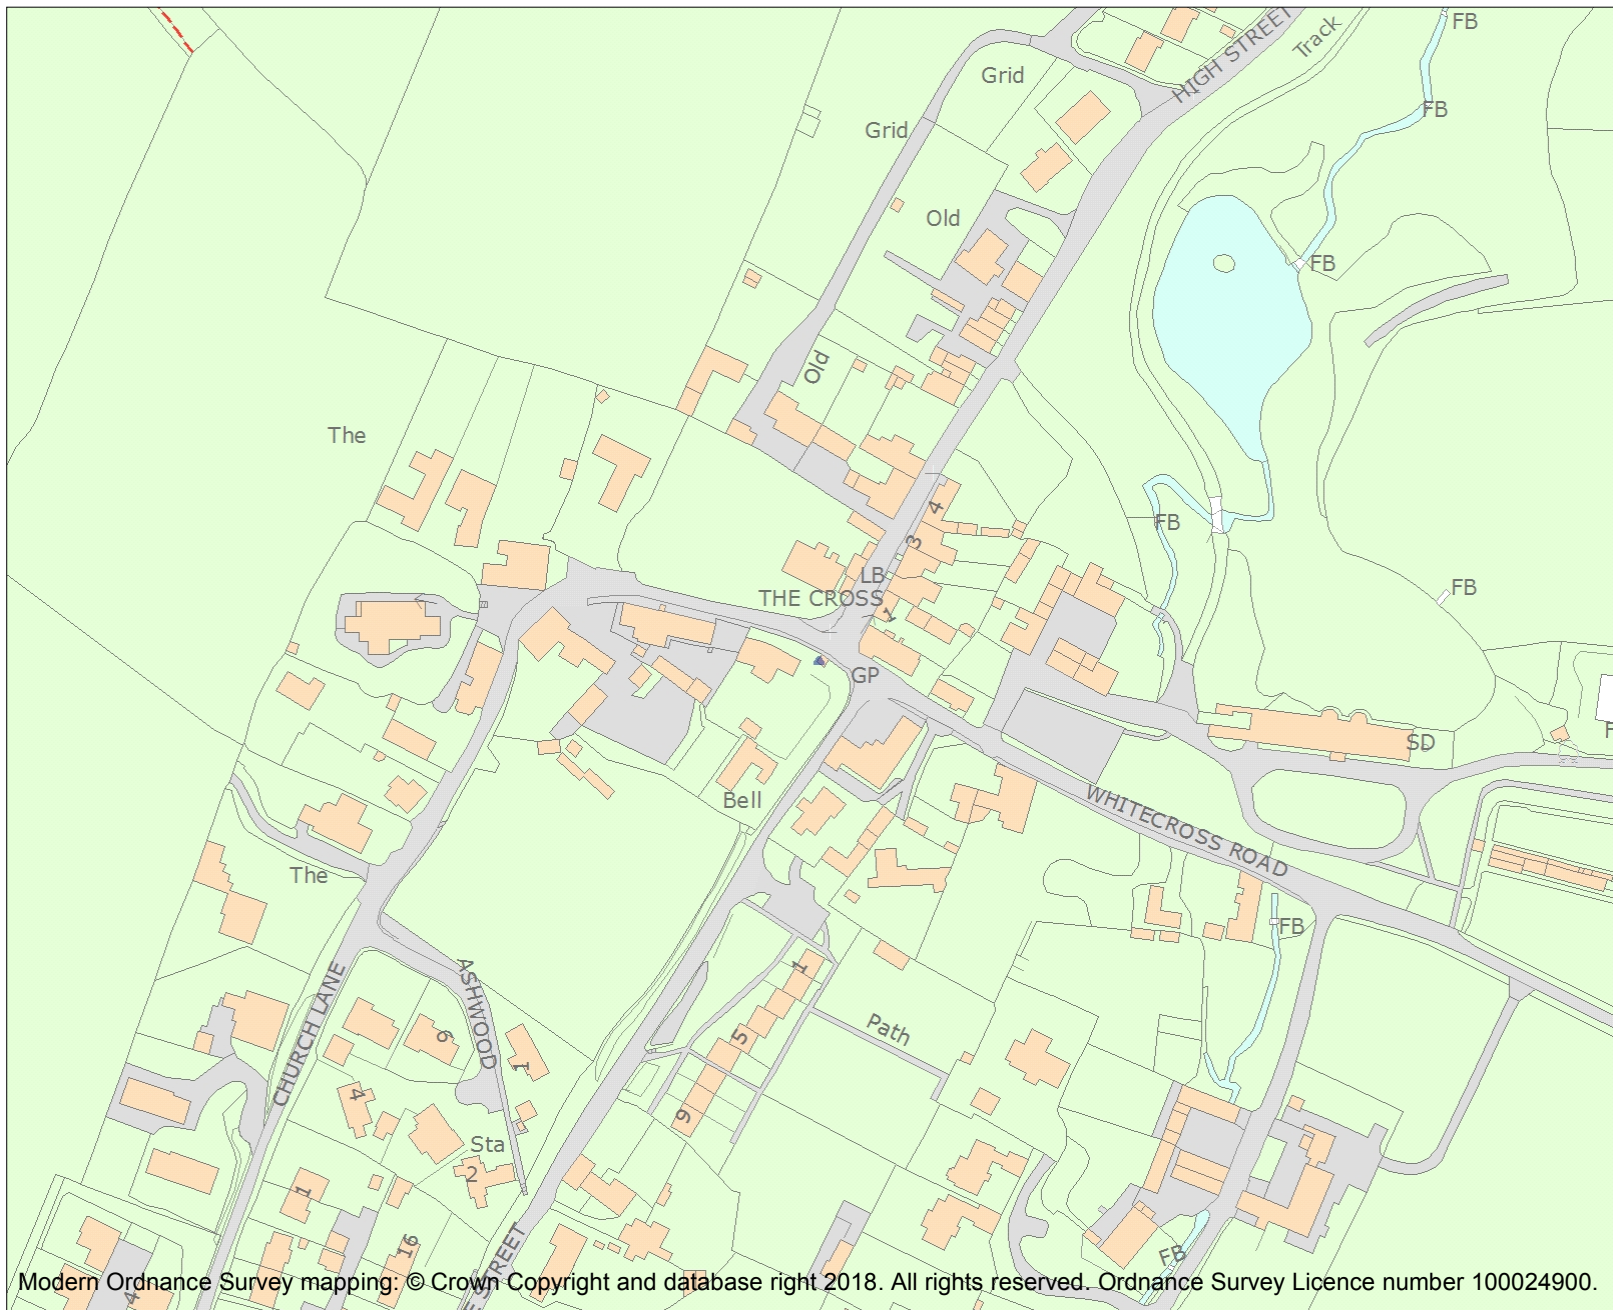 FB
HIGH STREET
Track
Grid
FB
Grid
Old
FB
Old
The
4
FB
3
LB
FB
THE CROSS
1
GP
SD
Bell
WHITECROSS ROAD
The
FB
ASHWOOD
CHURCH LANE
1
Path
6
5
1
4
9
Sta
2
1
16
FB
STREET
4
Modern Ordnance Survey mapping: © Crown Copyright and database right 2018. All rights reserved. Ordnance Survey Licence number 100024900.